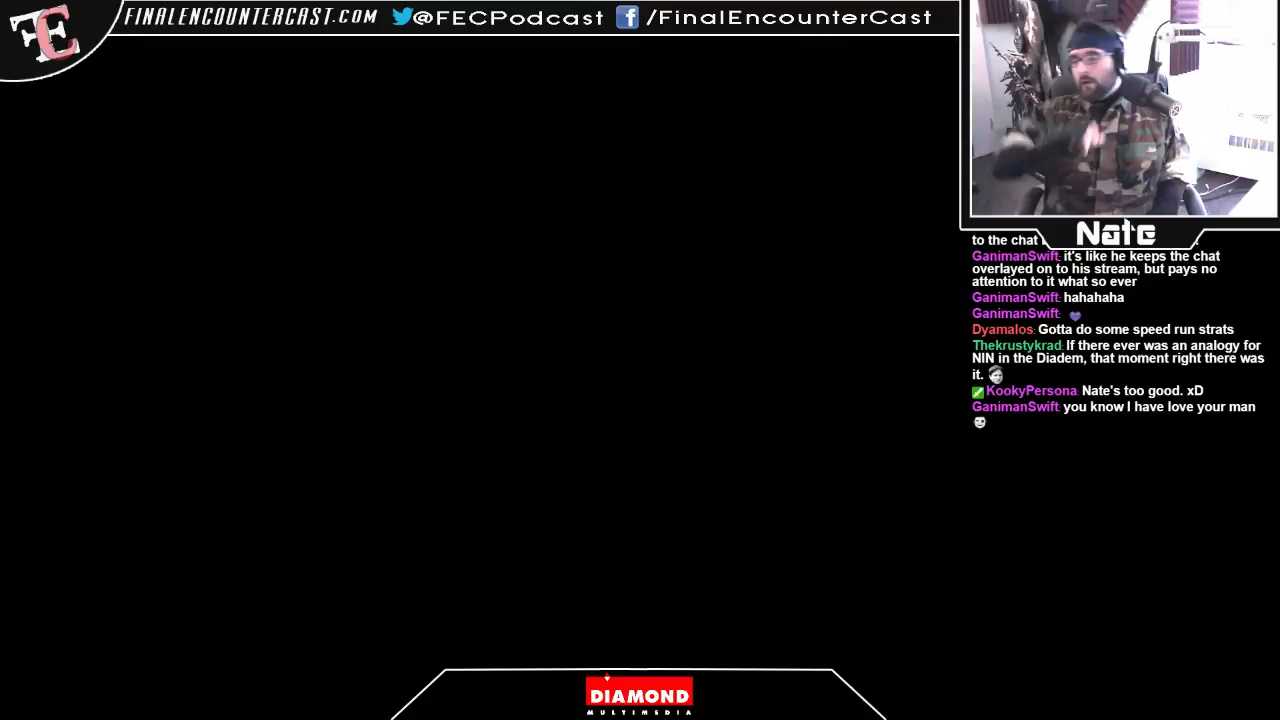 FINALENCOUNTERCAST.COM @FECPodcast /FinalEncounterCast
Nate
to the chat
GanimanSwift: it's like he keeps the chat
overlayed on to his stream, but pays no
attention to it what so ever
GanimanSwift: hahahaha
GanimanSwift:
Dyamalos: Gotta do some speed run strats
Thekrustykrad: If there ever was an analogy for
NIN in the Diadem, that moment right there was
it.
KookyPersona: Nate's too good. xD
GanimanSwift: you know I have love your man
DIAMOND
MULTIMEDIA